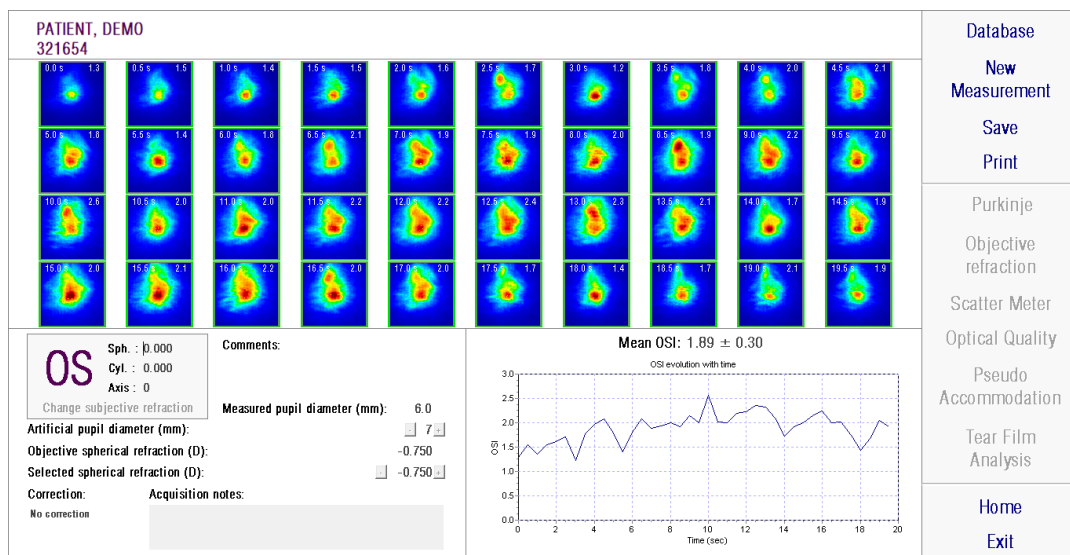 PATIENT, DEMO
321654
0.0 s 1.3 0.5 s 1.5 1.0 s 1.4 1.5 s 1.5 2.0 s 1.6 2.5 s 1.7 3.0 s 1.2 3.5 s 1.8 4.0 s 2.0 4.5 s 2.1
5.0 s 1.8 5.5 s 1.4 6.0 s 1.8 6.5 s 2.1 7.0 s 1.9 7.5 s 1.9 8.0 s 2.0 8.5 s 1.9 9.0 s 2.2 9.5 s 2.0
10.0 s 2.6 10.5 s 2.0 11.0 s 2.0 11.5 s 2.2 12.0 s 2.2 12.5 s 2.4 13.0 s 2.3 13.5 s 2.1 14.0 s 1.7 14.5 s 1.9
15.0 s 2.0 15.5 s 2.1 16.0 s 2.2 16.5 s 2.0 17.0 s 2.0 17.5 s 1.7 18.0 s 1.4 18.5 s 1.7 19.0 s 2.1 19.5 s 1.9
OS
Sph. : 0.000
Cyl. : 0.000
Axis : 0
Change subjective refraction
Comments:
Measured pupil diameter (mm): 6.0
Artificial pupil diameter (mm): - 7 +
Objective spherical refraction (D): -0.750
Selected spherical refraction (D): - -0.750 +
Correction: Acquisition notes:
No correction
Mean OSI: 1.89 ± 0.30
OSI evolution with time
3.0
2.5
2.0
1.5
1.0
0.5
0.0
OSI
0 2 4 6 8 10 12 14 16 18 20
Time (sec)
Database
New
Measurement
Save
Print
Purkinje
Objective
refraction
Scatter Meter
Optical Quality
Pseudo
Accommodation
Tear Film
Analysis
Home
Exit